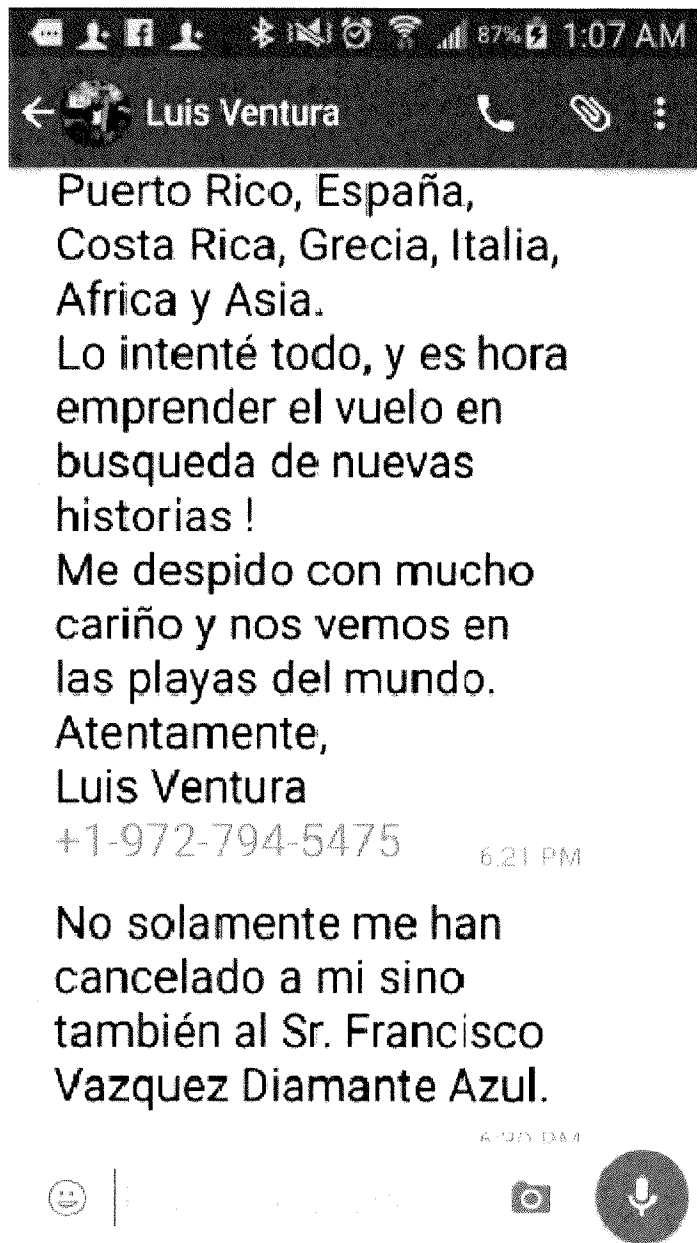 87% 1:07 AM
Luis Ventura
Puerto Rico, España,
Costa Rica, Grecia, Italia,
Africa y Asia.
Lo intenté todo, y es hora
emprender el vuelo en
busqueda de nuevas
historias !
Me despido con mucho
cariño y nos vemos en
las playas del mundo.
Atentamente,
Luis Ventura
+1-972-794-5475
6:21 PM
No solamente me han
cancelado a mi sino
también al Sr. Francisco
Vazquez Diamante Azul.